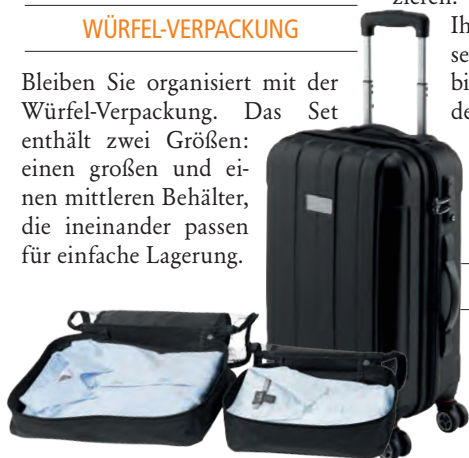 WÜRFEL-VERPACKUNG
Bleiben Sie organisiert mit der
Würfel-Verpackung. Das Set
enthält zwei Größen:
einen großen und ei-
nen mittleren Behälter,
die ineinander passen
für einfache Lagerung.